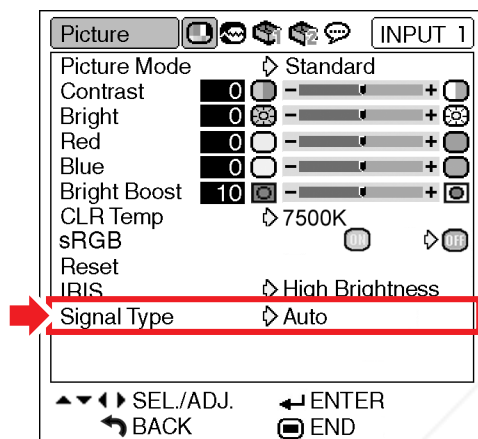 Picture INPUT 1
Picture Mode Standard
Contrast 0 - +
Bright 0 - +
Red 0 - +
Blue 0 - +
Bright Boost 10 - +
CLR Temp 7500K
sRGB ON OFF
Reset
IRIS High Brightness
Signal Type Auto
SEL./ADJ. ENTER
BACK END